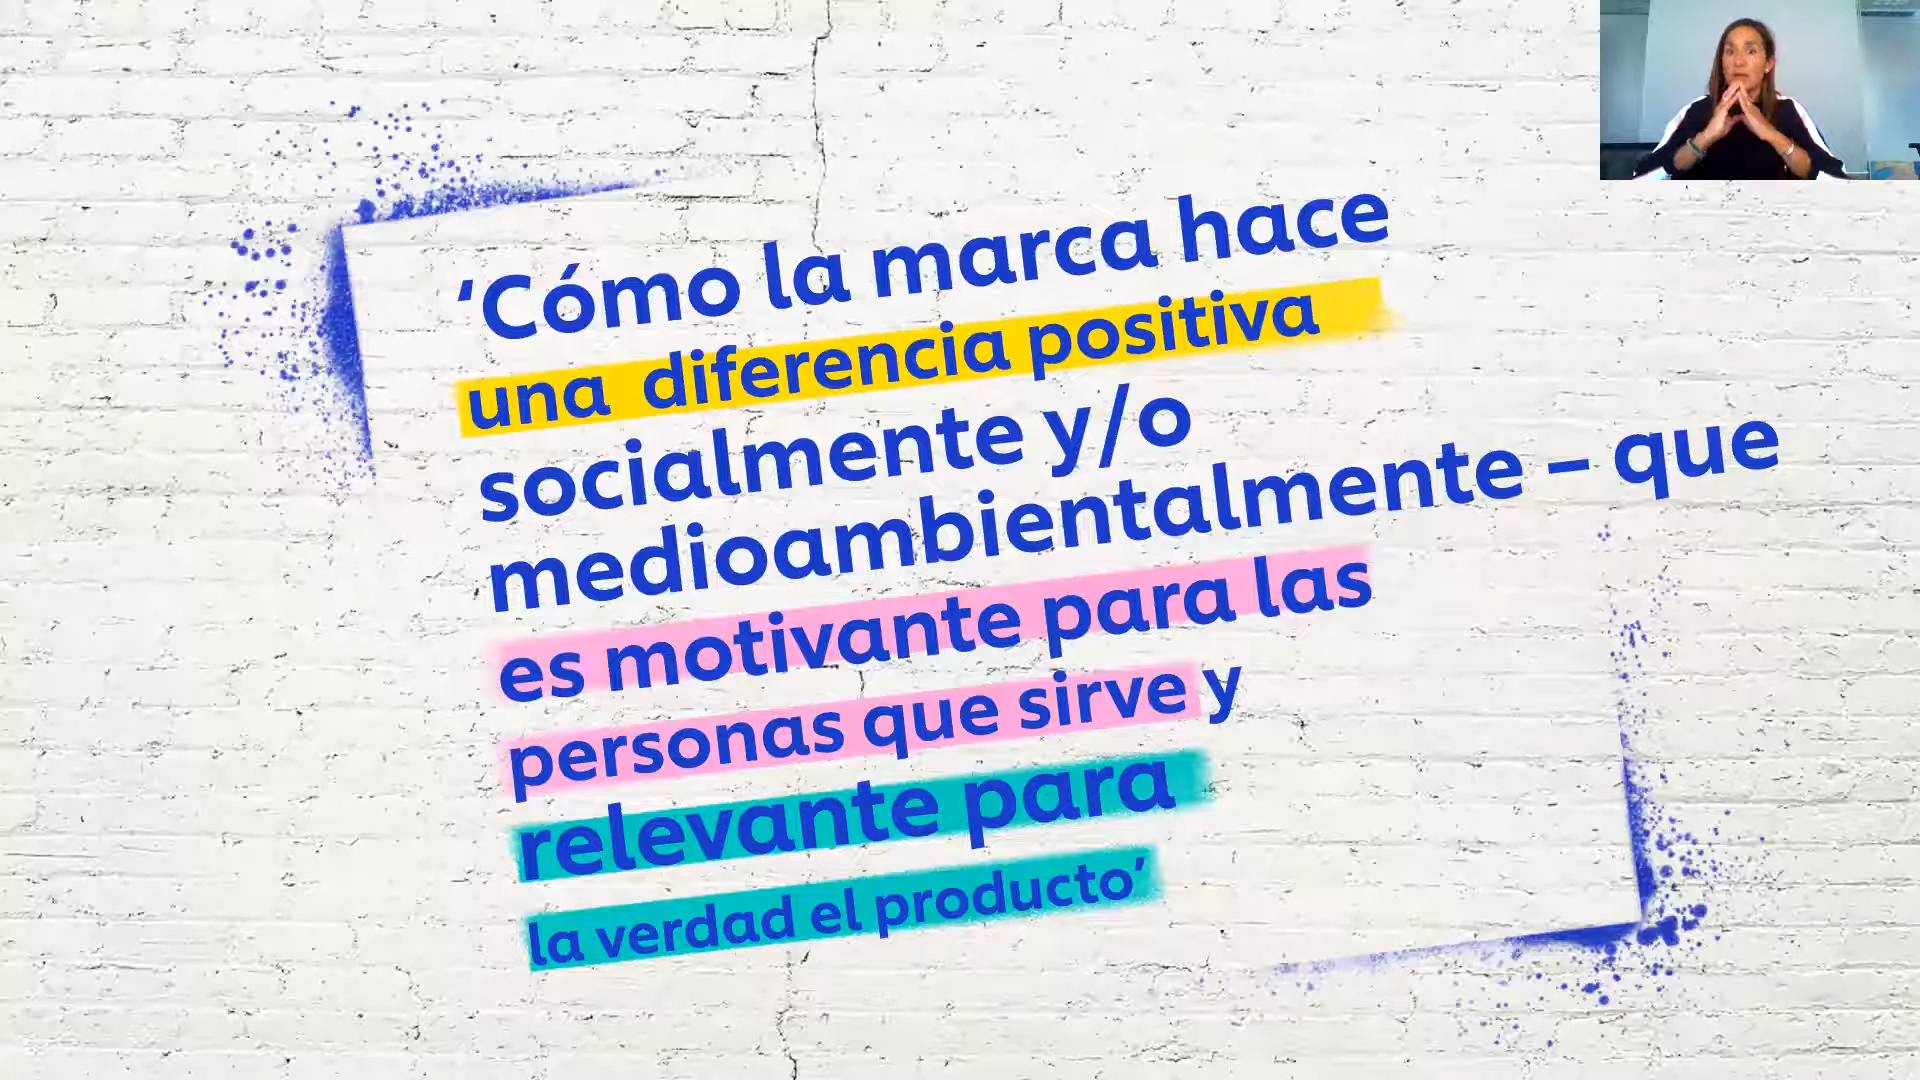 ‘Cómo la marca hace
una diferencia positiva
socialmente y/o
medioambientalmente – que
es motivante para las
personas que sirve y
relevante para
la verdad el producto’